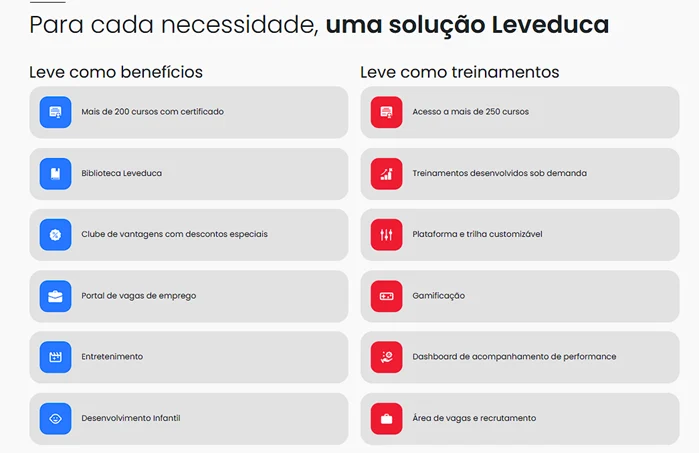 Para cada necessidade, uma solução Leveduca
Leve como benefícios
Mais de 200 cursos com certificado
Biblioteca Leveduca
Clube de vantagens com descontos especiais
Portal de vagas de emprego
Entretenimento
Desenvolvimento Infantil
Leve como treinamentos
Acesso a mais de 250 cursos
Treinamentos desenvolvidos sob demanda
Plataforma e trilha customizável
Gamificação
Dashboard de acompanhamento de performance
Área de vagas e recrutamento